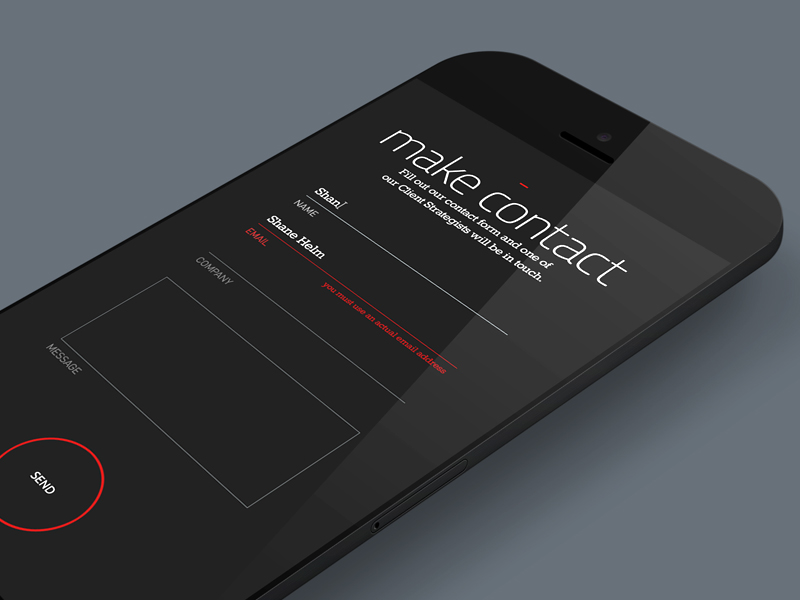 make contact
Fill out our contact form and one of
our Client Strategists will be in touch.
Shan
NAME
Shane Helm
EMAIL
you must use an actual email address
COMPANY
MESSAGE
SEND